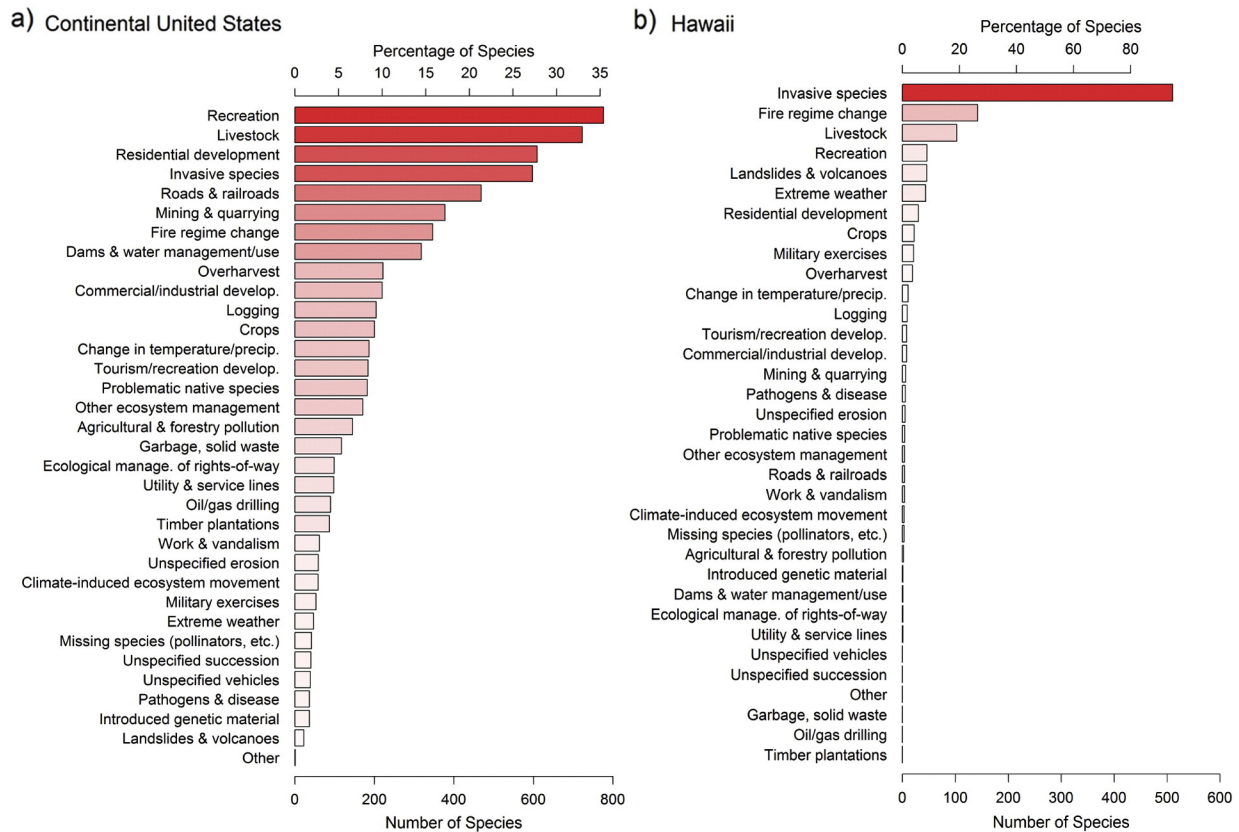 a) Continental United States
Percentage of Species
0 5 10 15 20 25 30 35
Recreation
Livestock
Residential development
Invasive species
Roads & railroads
Mining & quarrying
Fire regime change
Dams & water management/use
Overharvest
Commercial/industrial develop.
Logging
Crops
Change in temperature/precip.
Tourism/recreation develop.
Problematic native species
Other ecosystem management
Agricultural & forestry pollution
Garbage, solid waste
Ecological manage. of rights-of-way
Utility & service lines
Oil/gas drilling
Timber plantations
Work & vandalism
Unspecified erosion
Climate-induced ecosystem movement
Military exercises
Extreme weather
Missing species (pollinators, etc.)
Unspecified succession
Unspecified vehicles
Pathogens & disease
Introduced genetic material
Landslides & volcanoes
Other
0 200 400 600 800
Number of Species
b) Hawaii
Percentage of Species
0 20 40 60 80
Invasive species
Fire regime change
Livestock
Recreation
Landslides & volcanoes
Extreme weather
Residential development
Crops
Military exercises
Overharvest
Change in temperature/precip.
Logging
Tourism/recreation develop.
Commercial/industrial develop.
Mining & quarrying
Pathogens & disease
Unspecified erosion
Problematic native species
Other ecosystem management
Roads & railroads
Work & vandalism
Climate-induced ecosystem movement
Missing species (pollinators, etc.)
Agricultural & forestry pollution
Introduced genetic material
Dams & water management/use
Ecological manage. of rights-of-way
Utility & service lines
Unspecified vehicles
Unspecified succession
Other
Garbage, solid waste
Oil/gas drilling
Timber plantations
0 100 200 300 400 500 600
Number of Species